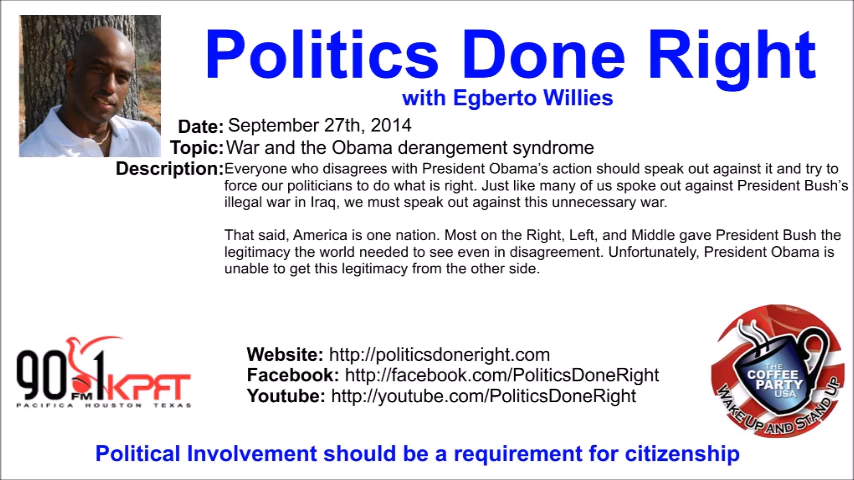 Politics Done Right
with Egberto Willies
Date: September 27th, 2014
Topic: War and the Obama derangement syndrome
Description: Everyone who disagrees with President Obama's action should speak out against it and try to
force our politicians to do what is right. Just like many of us spoke out against President Bush's
illegal war in Iraq, we must speak out against this unnecessary war.
That said, America is one nation. Most on the Right, Left, and Middle gave President Bush the
legitimacy the world needed to see even in disagreement. Unfortunately, President Obama is
unable to get this legitimacy from the other side.
90.1
FM KPFT
PACIFICA HOUSTON TEXAS
Website: http://politicsdoneright.com
Facebook: http://facebook.com/PoliticsDoneRight
Youtube: http://youtube.com/PoliticsDoneRight
THE
COFFEE
PARTY
USA
WAKE UP AND STAND UP
Political Involvement should be a requirement for citizenship